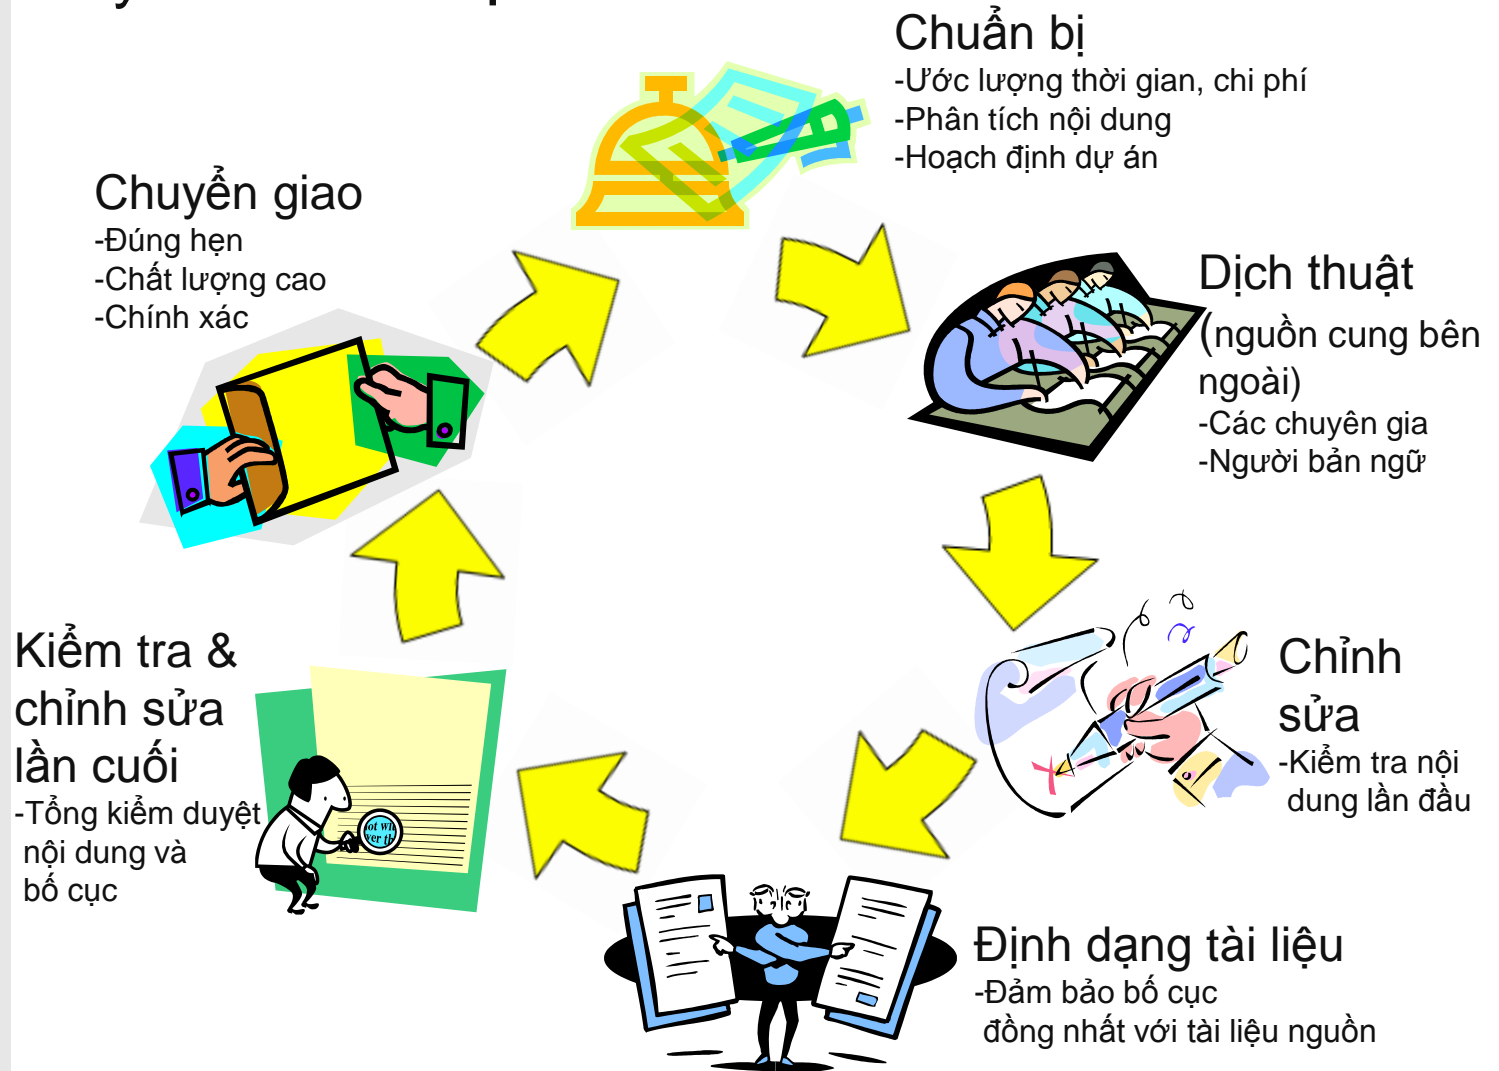 Chuẩn bị
-Ước lượng thời gian, chi phí
-Phân tích nội dung
-Hoạch định dự án
Dịch thuật
(nguồn cung bên
ngoài)
-Các chuyên gia
-Người bản ngữ
Chỉnh
sửa
-Kiểm tra nội
dung lần đầu
Định dạng tài liệu
-Đảm bảo bố cục
đồng nhất với tài liệu nguồn
Kiểm tra &
chỉnh sửa
lần cuối
-Tổng kiểm duyệt
nội dung và
bố cục
Chuyển giao
-Đúng hẹn
-Chất lượng cao
-Chính xác